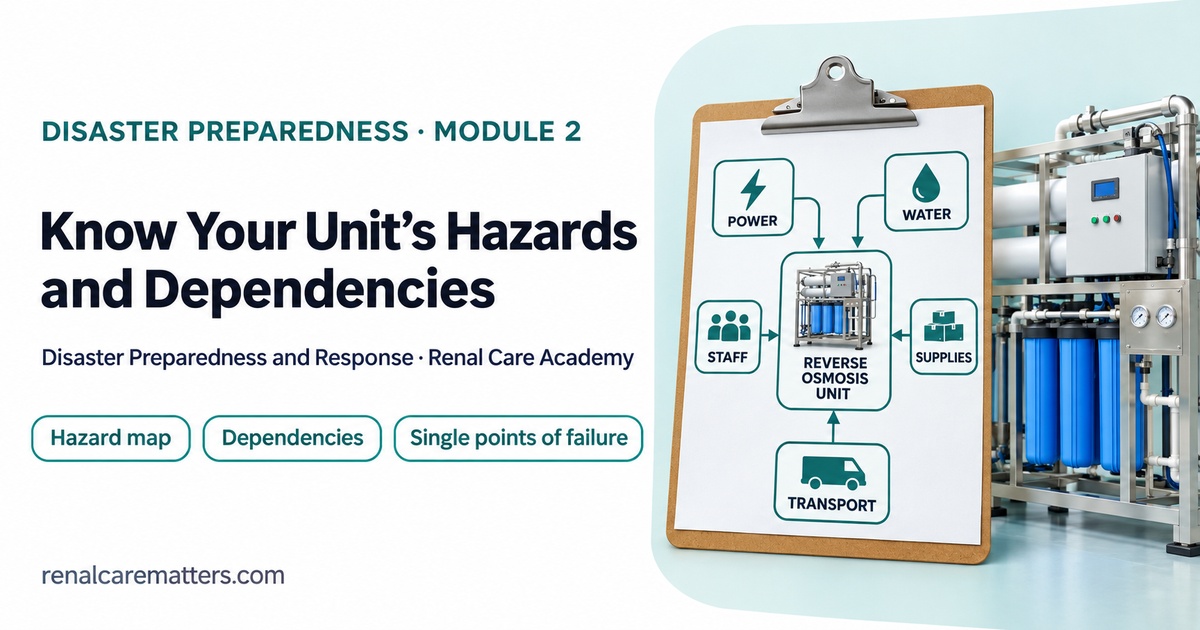 DISASTER PREPAREDNESS · MODULE 2
Know Your Unit’s Hazards
and Dependencies
Disaster Preparedness and Response · Renal Care Academy
Hazard map
Dependencies
Single points of failure
renalcarematters.com
POWER
WATER
STAFF
REVERSE
OSMOSIS
UNIT
SUPPLIES
TRANSPORT